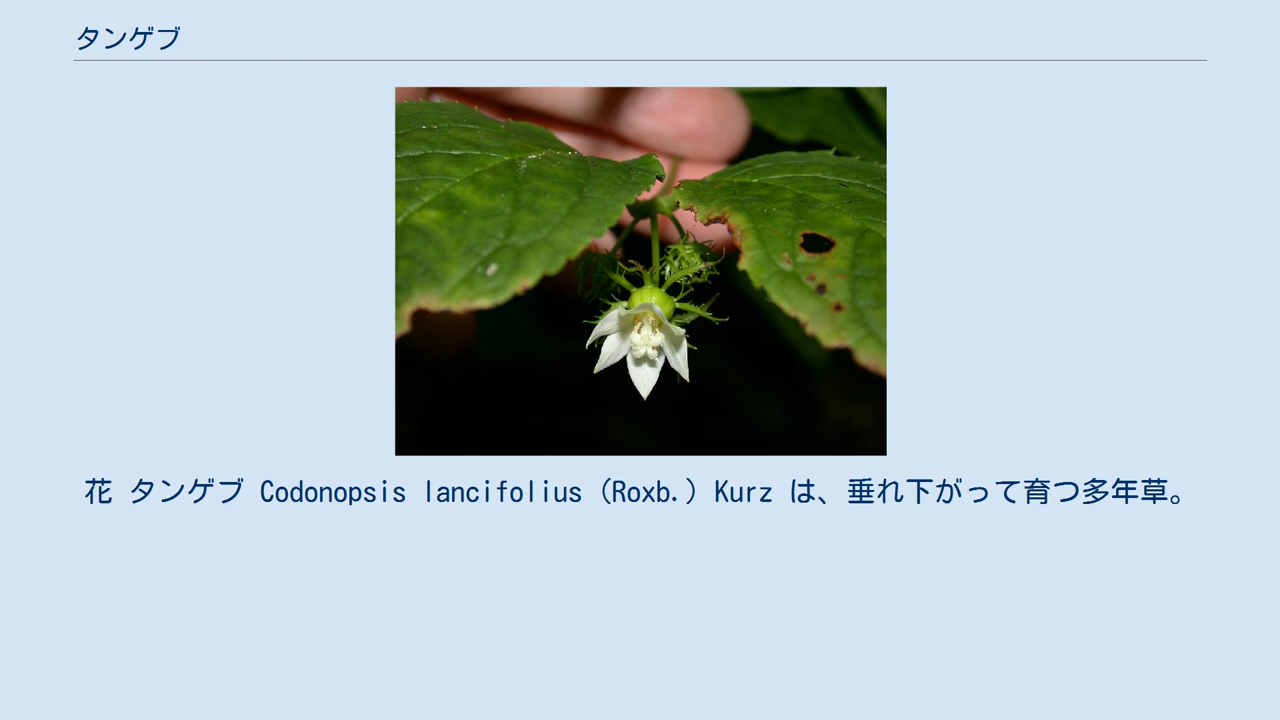 タンゲブ
花 タンゲブ Codonopsis lancifolius (Roxb.) Kurz は、垂れ下がって育つ多年草。